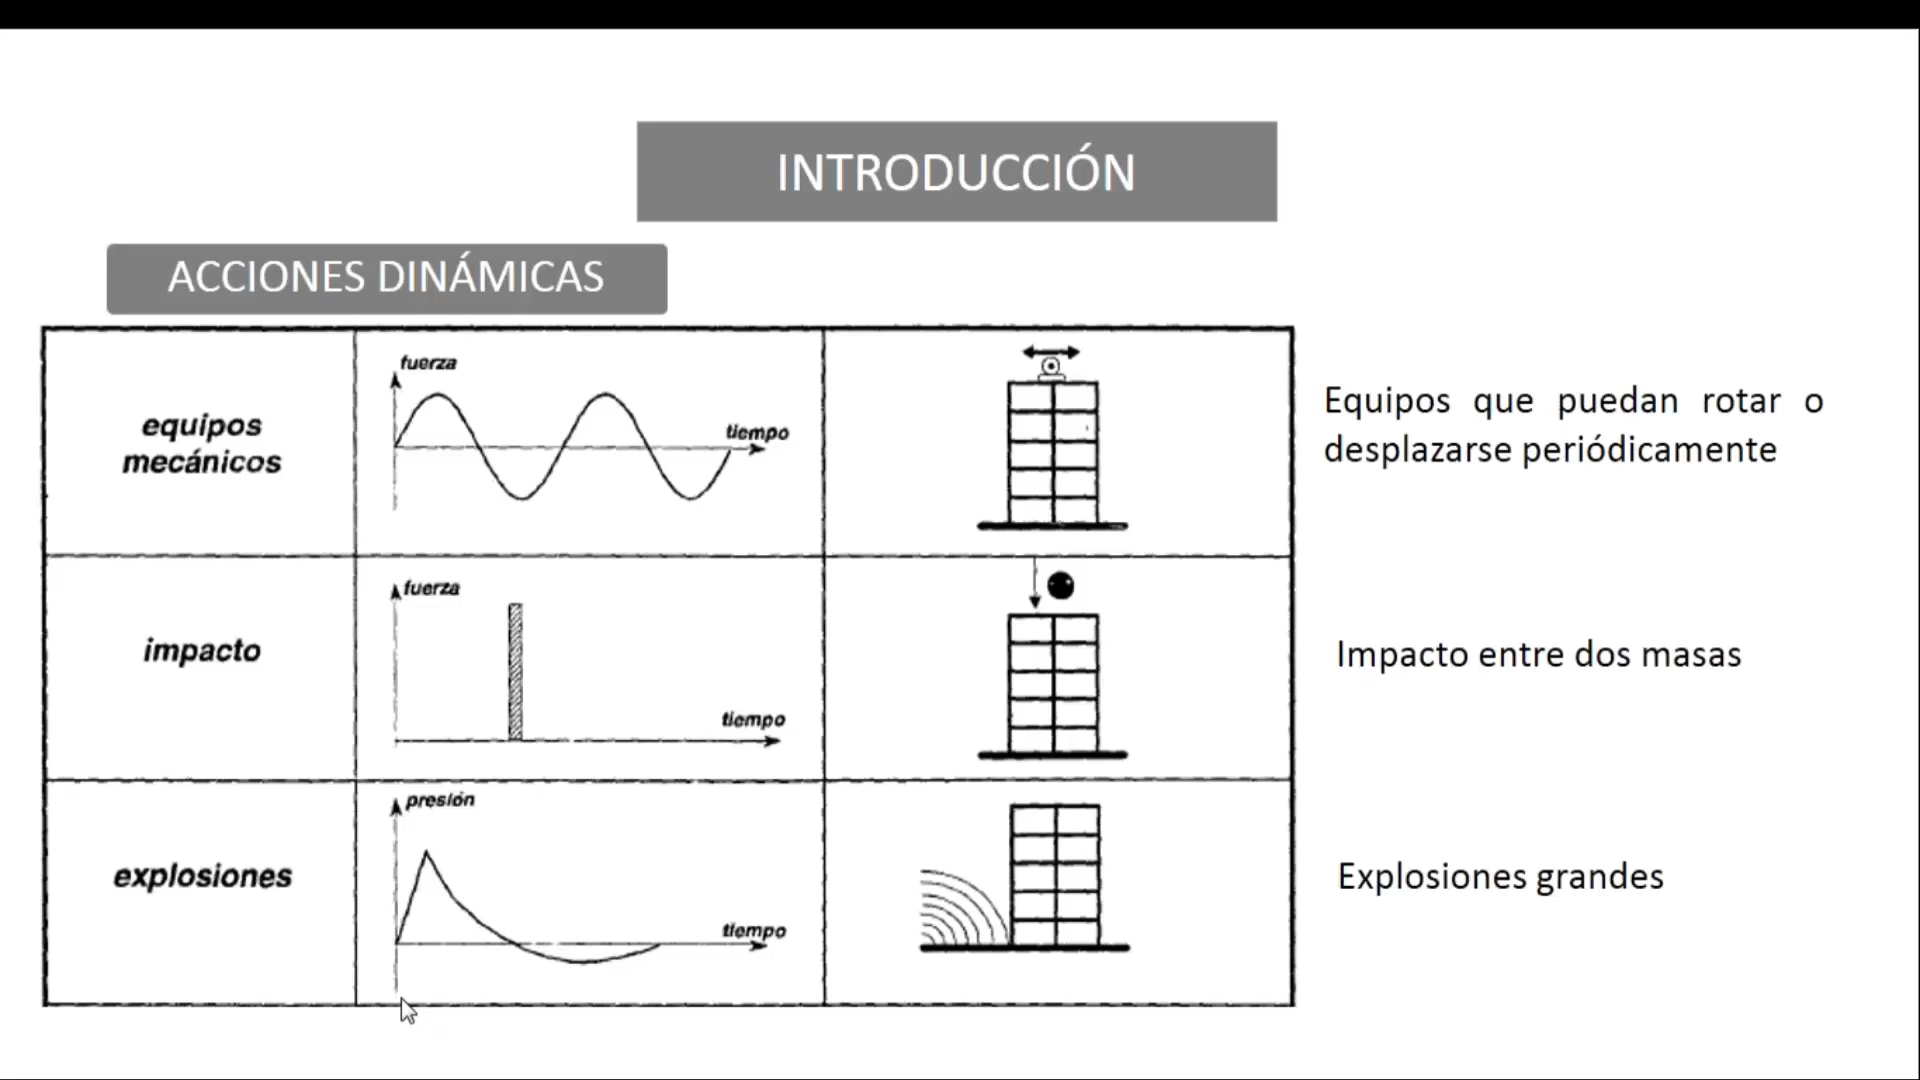 INTRODUCCIÓN
ACCIONES DINÁMICAS
equipos
mecánicos
fuerza
tiempo
Equipos que puedan rotar o
desplazarse periódicamente
impacto
fuerza
tiempo
Impacto entre dos masas
explosiones
presión
tiempo
Explosiones grandes